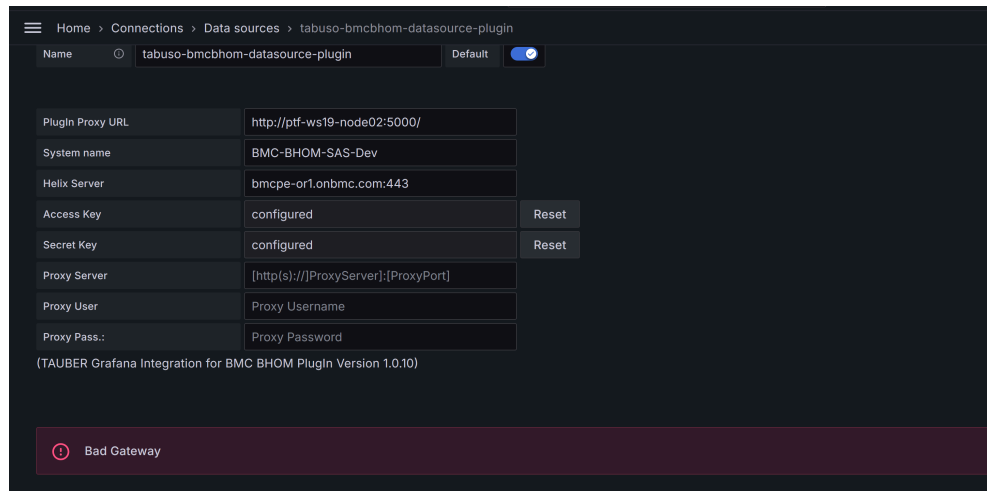 Home > Connections > Data sources > tabuso-bmcbhom-datasource-plugin
Name tabuso-bmcbhom-datasource-plugin Default
PlugIn Proxy URL http://ptf-ws19-node02:5000/
System name BMC-BHOM-SAS-Dev
Helix Server bmcpe-or1.onbmc.com:443
Access Key configured Reset
Secret Key configured Reset
Proxy Server [http(s)://]ProxyServer]:[ProxyPort]
Proxy User Proxy Username
Proxy Pass.: Proxy Password
(TAUBER Grafana Integration for BMC BHOM PlugIn Version 1.0.10)
Bad Gateway